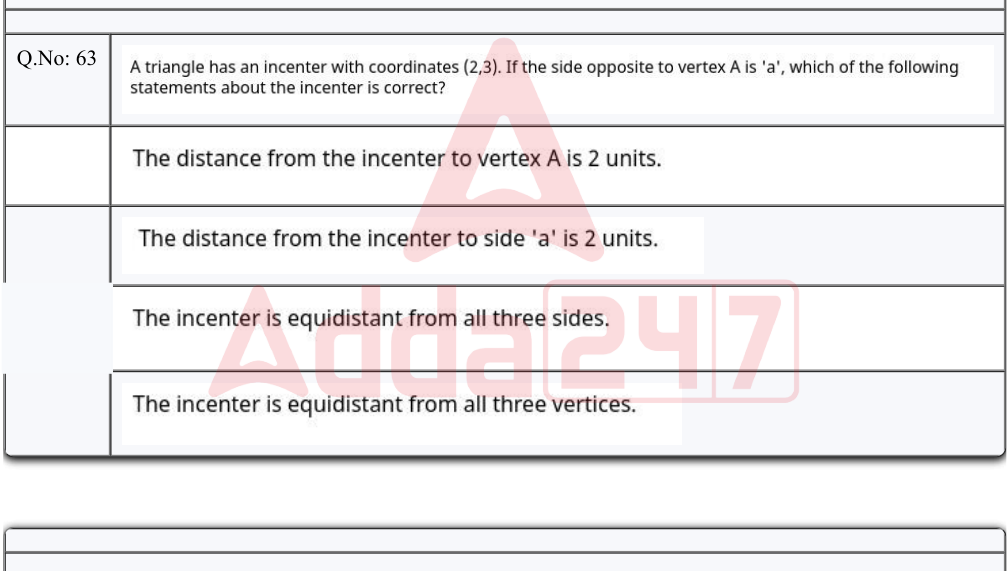 Q.No: 63
A triangle has an incenter with coordinates (2,3). If the side opposite to vertex A is 'a', which of the following
statements about the incenter is correct?
The distance from the incenter to vertex A is 2 units.
The distance from the incenter to side 'a' is 2 units.
The incenter is equidistant from all three sides.
Adda247
The incenter is equidistant from all three vertices.